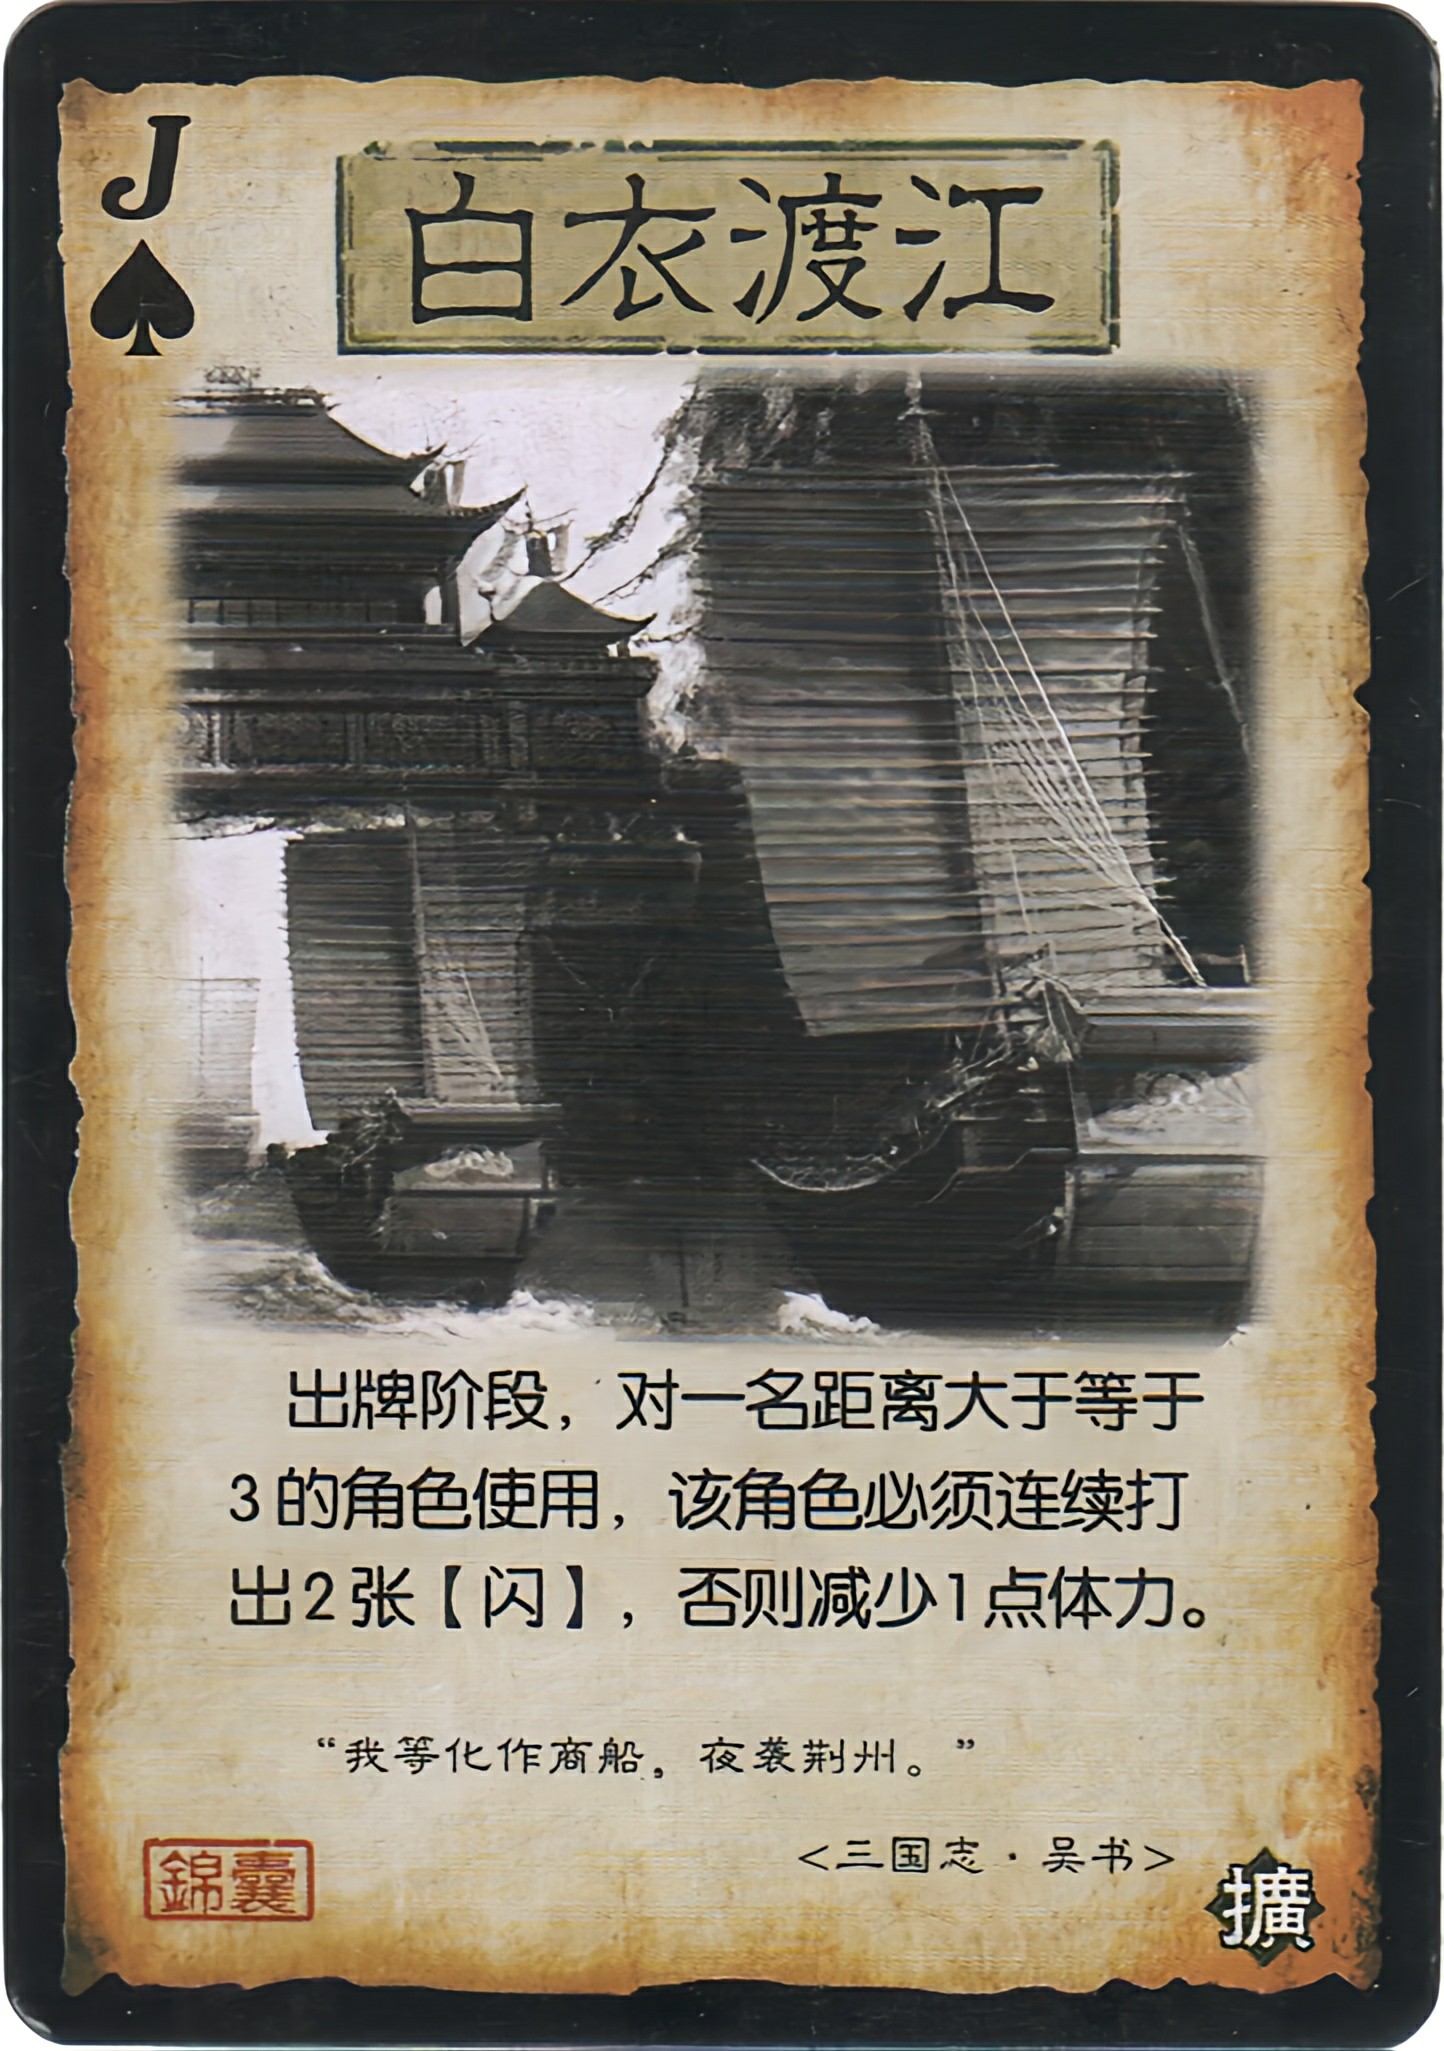 J
白衣渡江
出牌阶段，对一名距离大于等于
3的角色使用，该角色必须连续打
出2张【闪】，否则减少1点体力。
“我等化作商船，夜袭荆州。”
<三国志·吴书>
錦囊
擴